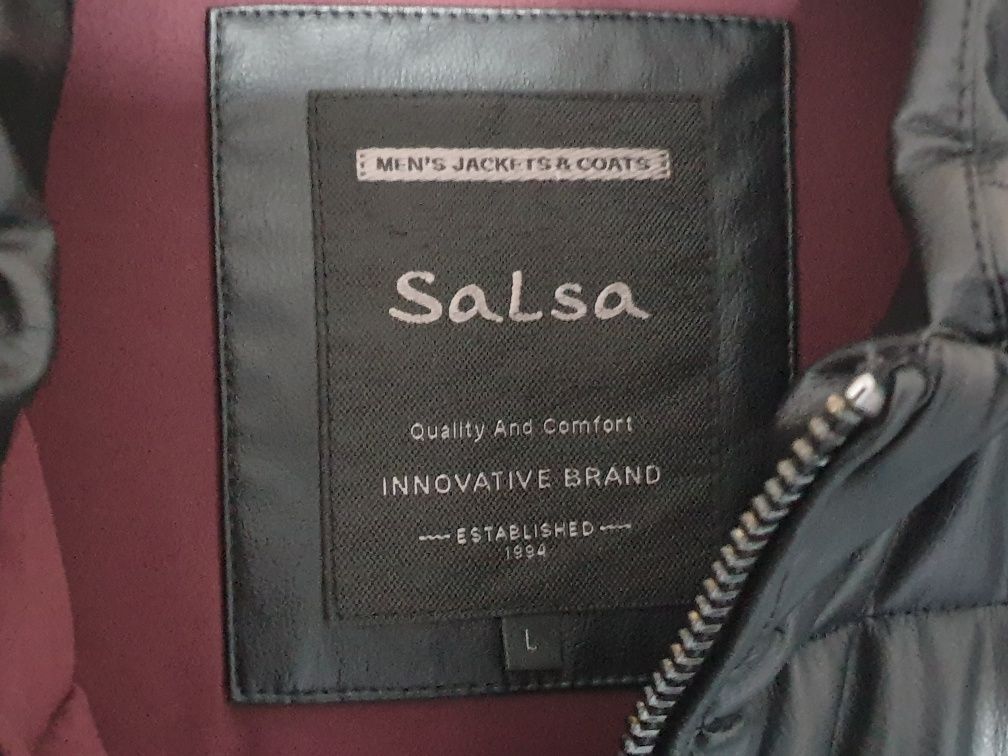 MEN'S JACKETS & COATS
SaLsa
Quality And Comfort
INNOVATIVE BRAND
ESTABLISHED
1994
L